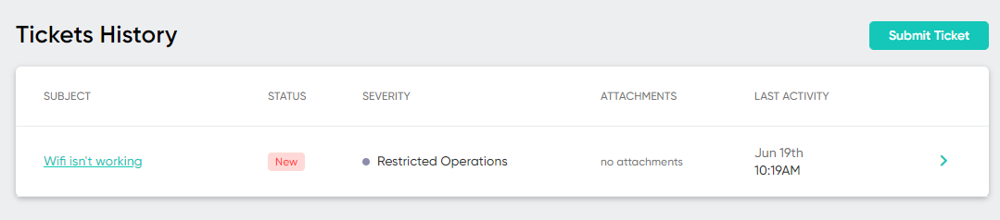 Tickets History
Submit Ticket
SUBJECT STATUS SEVERITY ATTACHMENTS LAST ACTIVITY
Wifi isn't working New Restricted Operations no attachments Jun 19th
10:19AM